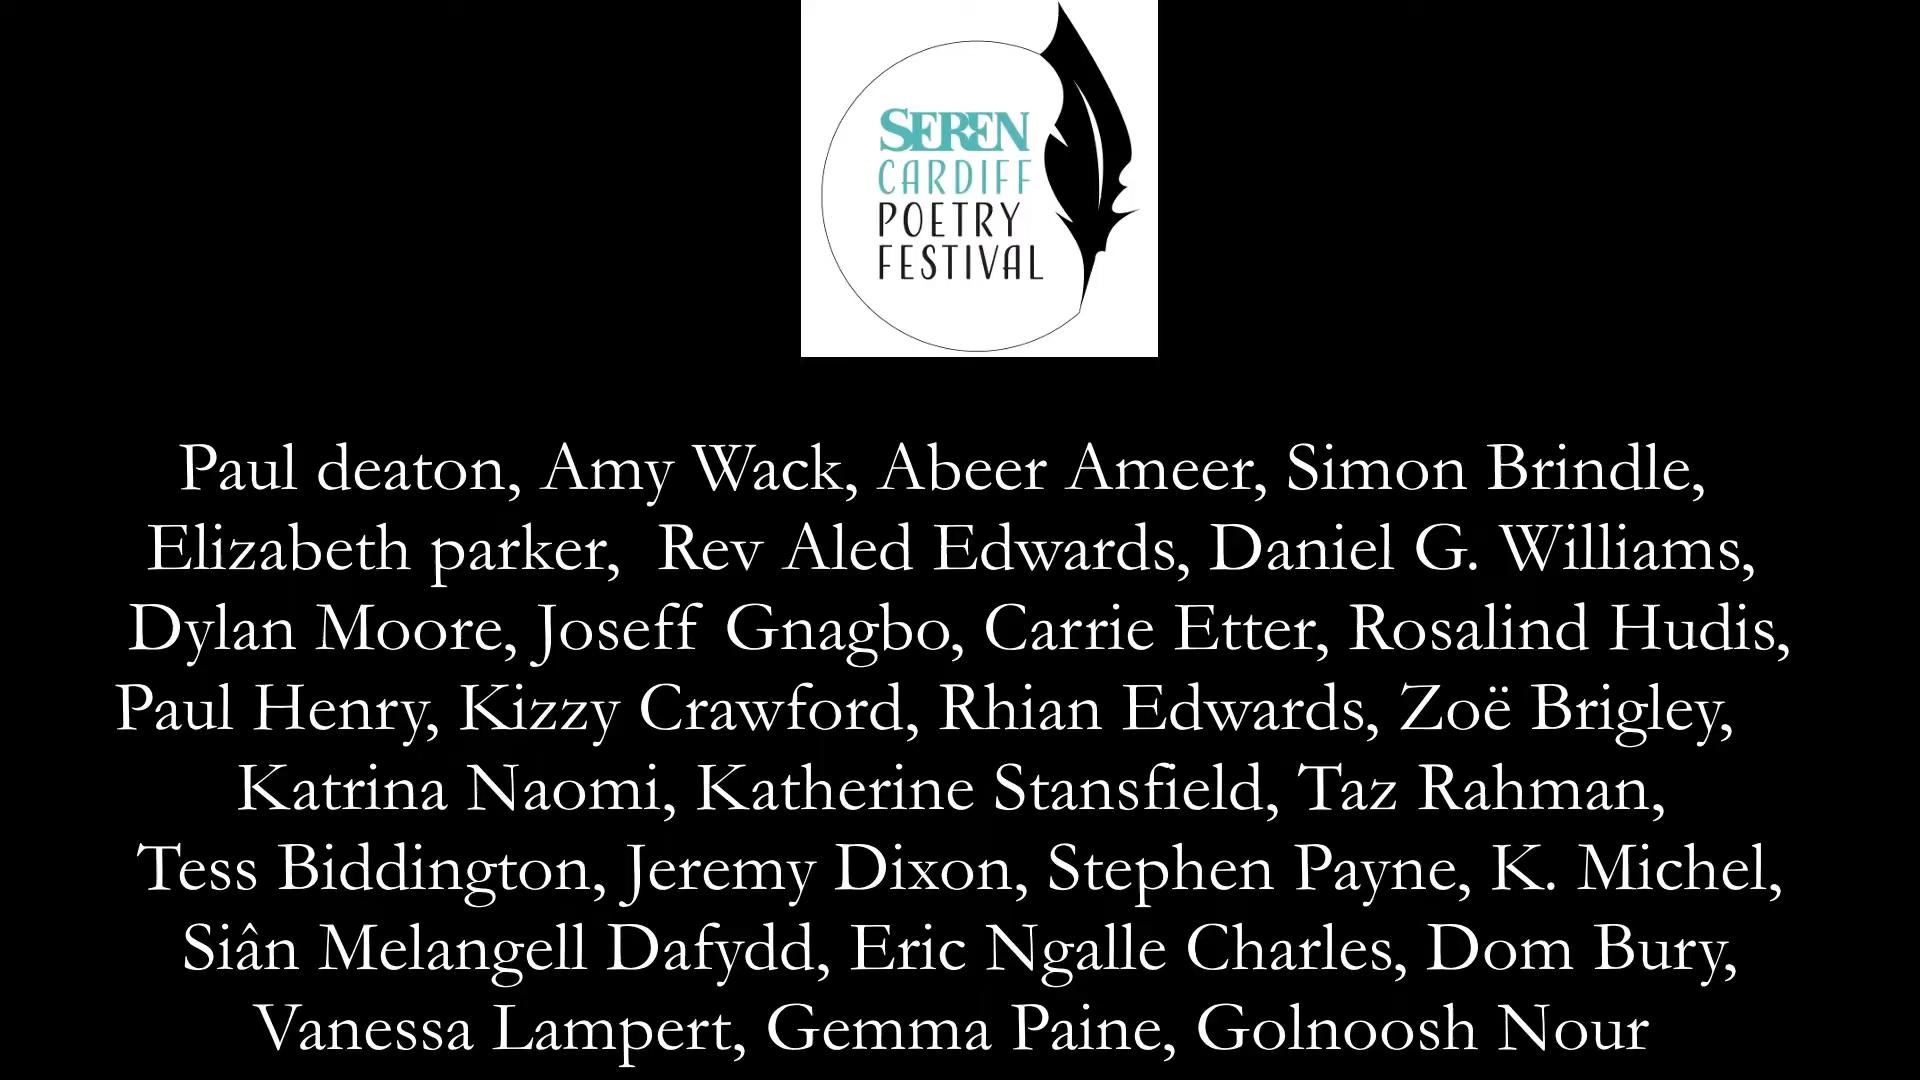 SEREN
CARDIFF
POETRY
FESTIVAL
Paul deaton, Amy Wack, Abeer Ameer, Simon Brindle,
Elizabeth parker, Rev Aled Edwards, Daniel G. Williams,
Dylan Moore, Joseff Gnagbo, Carrie Etter, Rosalind Hudis,
Paul Henry, Kizzy Crawford, Rhian Edwards, Zoë Brigley,
Katrina Naomi, Katherine Stansfield, Taz Rahman,
Tess Biddington, Jeremy Dixon, Stephen Payne, K. Michel,
Siân Melangell Dafydd, Eric Ngalle Charles, Dom Bury,
Vanessa Lampert, Gemma Paine, Golnoosh Nour